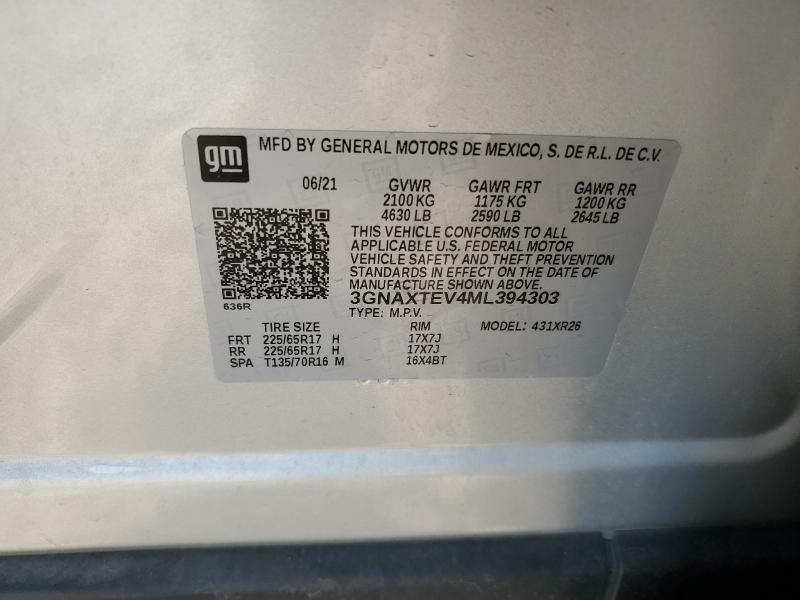 gm MFD BY GENERAL MOTORS DE MEXICO, S. DE R.L. DE C.V.
06/21 GVWR GAWR FRT GAWR RR
2100 KG 1175 KG 1200 KG
4630 LB 2590 LB 2645 LB
THIS VEHICLE CONFORMS TO ALL
APPLICABLE U.S. FEDERAL MOTOR
VEHICLE SAFETY AND THEFT PREVENTION
STANDARDS IN EFFECT ON THE DATE OF
MANUFACTURE SHOWN ABOVE.
3GNAXTEV4ML394303
636R
TYPE: M.P.V.
TIRE SIZE RIM MODEL: 431XR26
FRT 225/65R17 H 17X7J
RR 225/65R17 H 17X7J
SPA T135/70R16 M 16X4BT